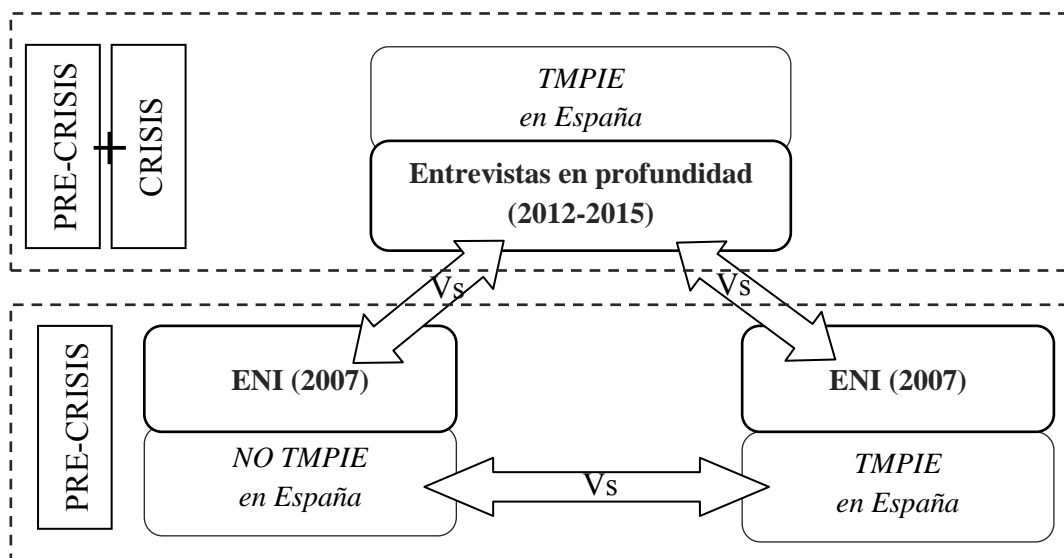 PRE-CRISIS
+
CRISIS
TMPIE
en España
Entrevistas en profundidad
(2012-2015)
Vs
Vs
PRE-CRISIS
ENI (2007)
ENI (2007)
NO TMPIE
en España
Vs
TMPIE
en España